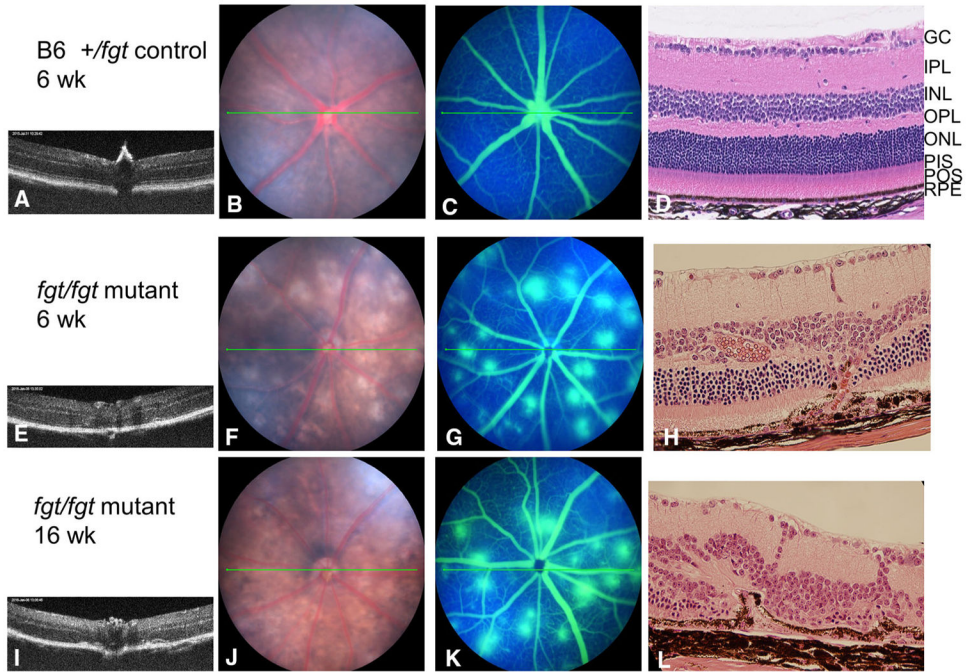 B6 +/fgt control
6 wk
A
B
C
D
GC
IPL
INL
OPL
ONL
PIS
POS
RPE
fgt/fgt mutant
6 wk
E
F
G
H
fgt/fgt mutant
16 wk
I
J
K
L